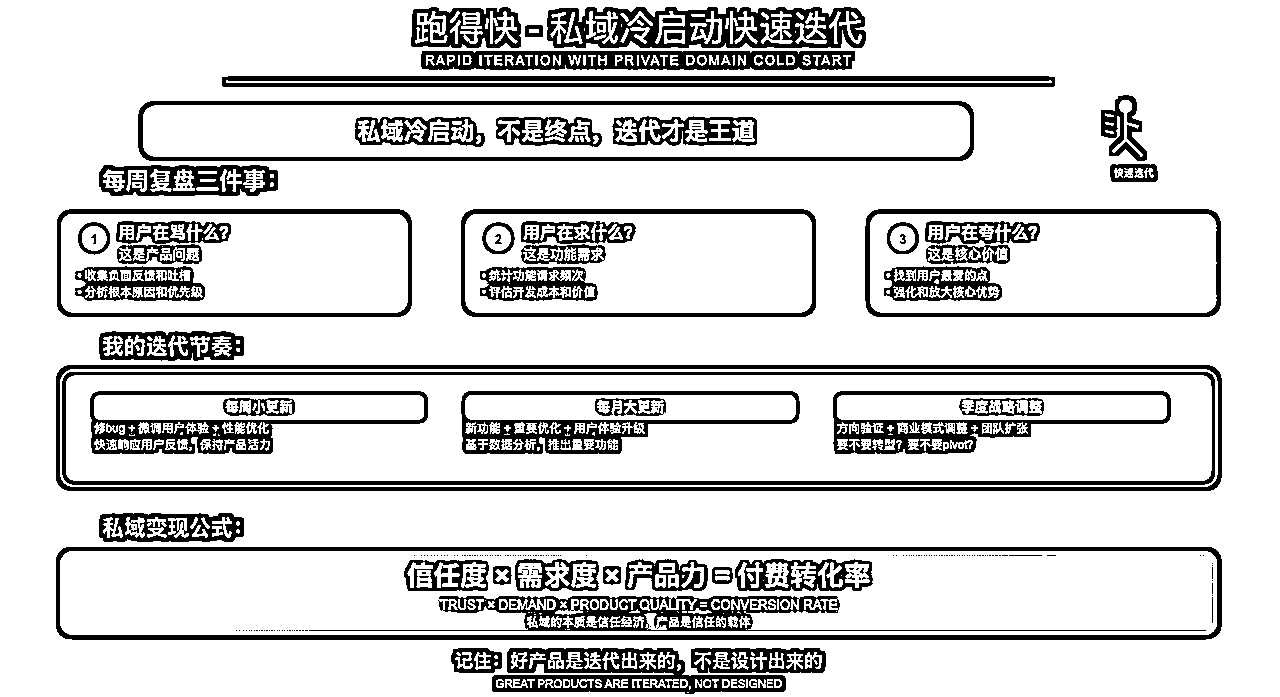 跑得快 - 私域冷启动快速迭代
RAPID ITERATION WITH PRIVATE DOMAIN COLD START
私域冷启动，不是终点，迭代才是王道
快速迭代
每周复盘三件事：
1 用户在骂什么？
这是产品问题
• 收集负面反馈和吐槽
• 分析根本原因和优先级
2 用户在求什么？
这是功能需求
• 统计功能请求频次
• 评估开发成本和价值
3 用户在夸什么？
这是核心价值
• 找到用户最爱的点
• 强化和放大核心优势
我的迭代节奏：
每周小更新
修bug + 微调用户体验 + 性能优化
快速响应用户反馈，保持产品活力
每月大更新
新功能 + 重要优化 + 用户体验升级
基于数据分析，推出重要功能
季度战略调整
方向验证 + 商业模式调整 + 团队扩张
要不要转型？要不要pivot？
私域变现公式：
信任度 × 需求度 × 产品力 = 付费转化率
TRUST × DEMAND × PRODUCT QUALITY = CONVERSION RATE
私域的本质是信任经济，产品是信任的载体
记住：好产品是迭代出来的，不是设计出来的
GREAT PRODUCTS ARE ITERATED, NOT DESIGNED